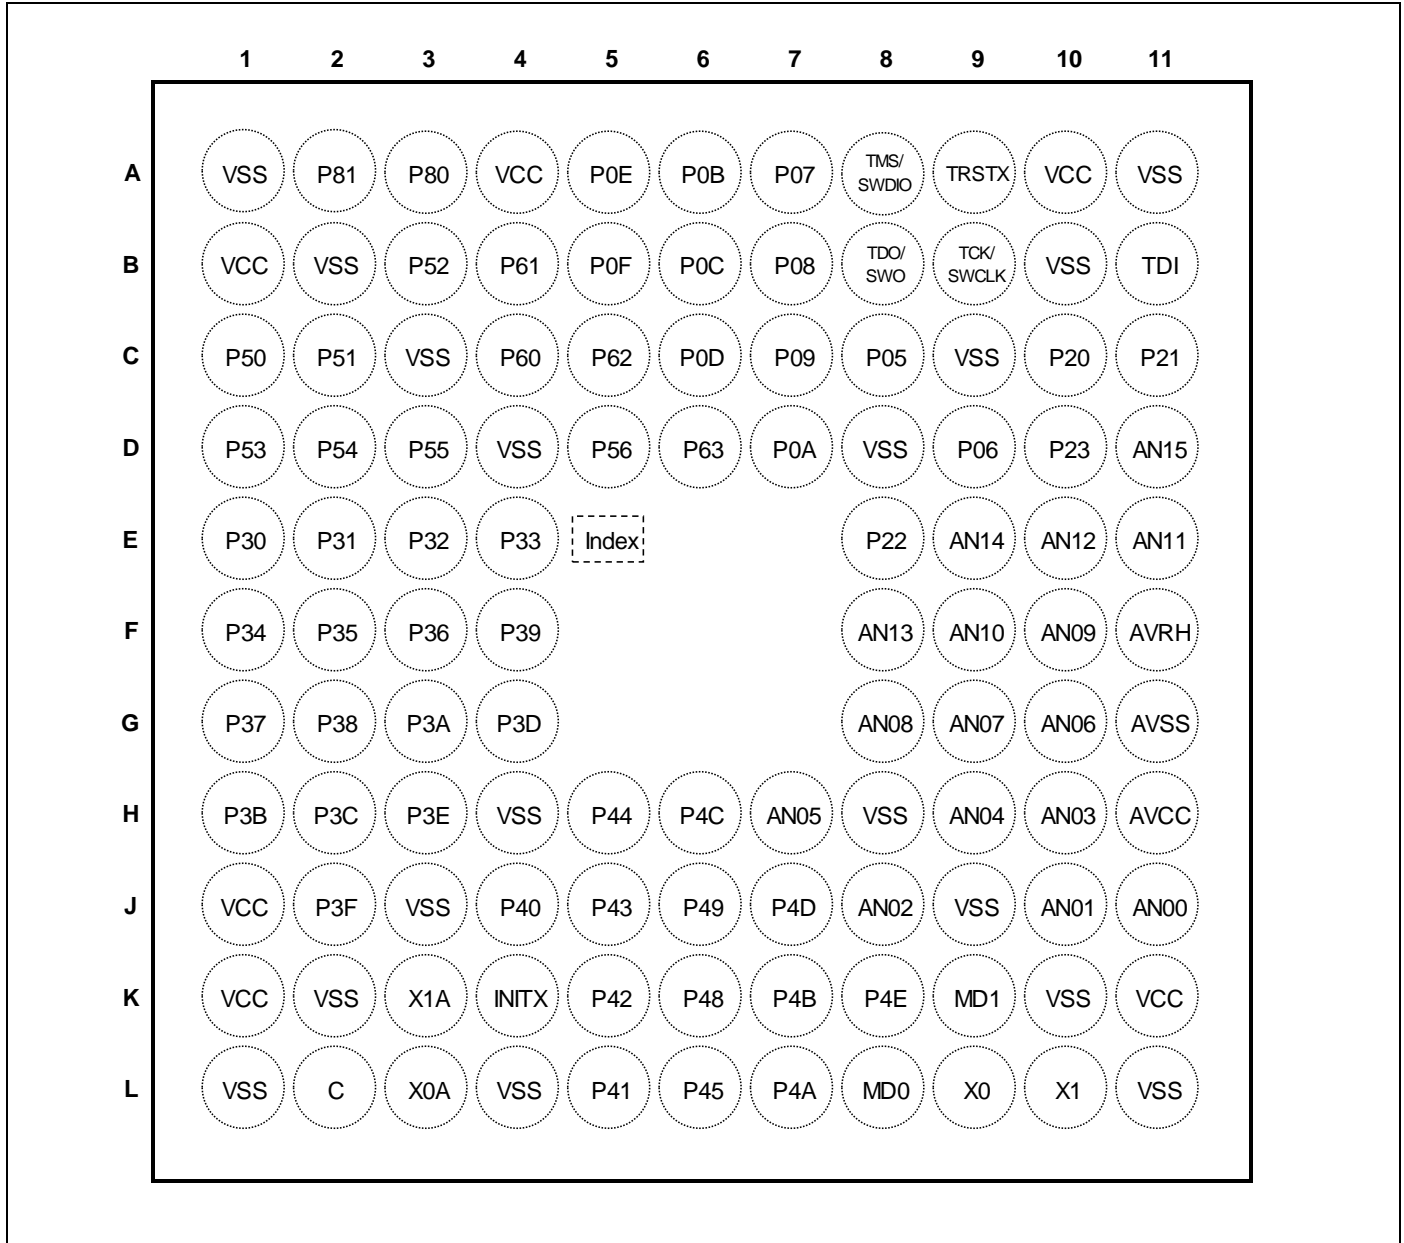 1 2 3 4 5 6 7 8 9 10 11
A VSS P81 P80 VCC P0E P0B P07 TMS/ SWDIO TRSTX VCC VSS
B VCC VSS P52 P61 P0F P0C P08 TDO/ SWO TCK/ SWCLK VSS TDI
C P50 P51 VSS P60 P62 P0D P09 P05 VSS P20 P21
D P53 P54 P55 VSS P56 P63 P0A VSS P06 P23 AN15
E P30 P31 P32 P33 Index P22 AN14 AN12 AN11
F P34 P35 P36 P39 AN13 AN10 AN09 AVRH
G P37 P38 P3A P3D AN08 AN07 AN06 AVSS
H P3B P3C P3E VSS P44 P4C AN05 VSS AN04 AN03 AVCC
J VCC P3F VSS P40 P43 P49 P4D AN02 VSS AN01 AN00
K VCC VSS X1A INITX P42 P48 P4B P4E MD1 VSS VCC
L VSS C X0A VSS P41 P45 P4A MD0 X0 X1 VSS